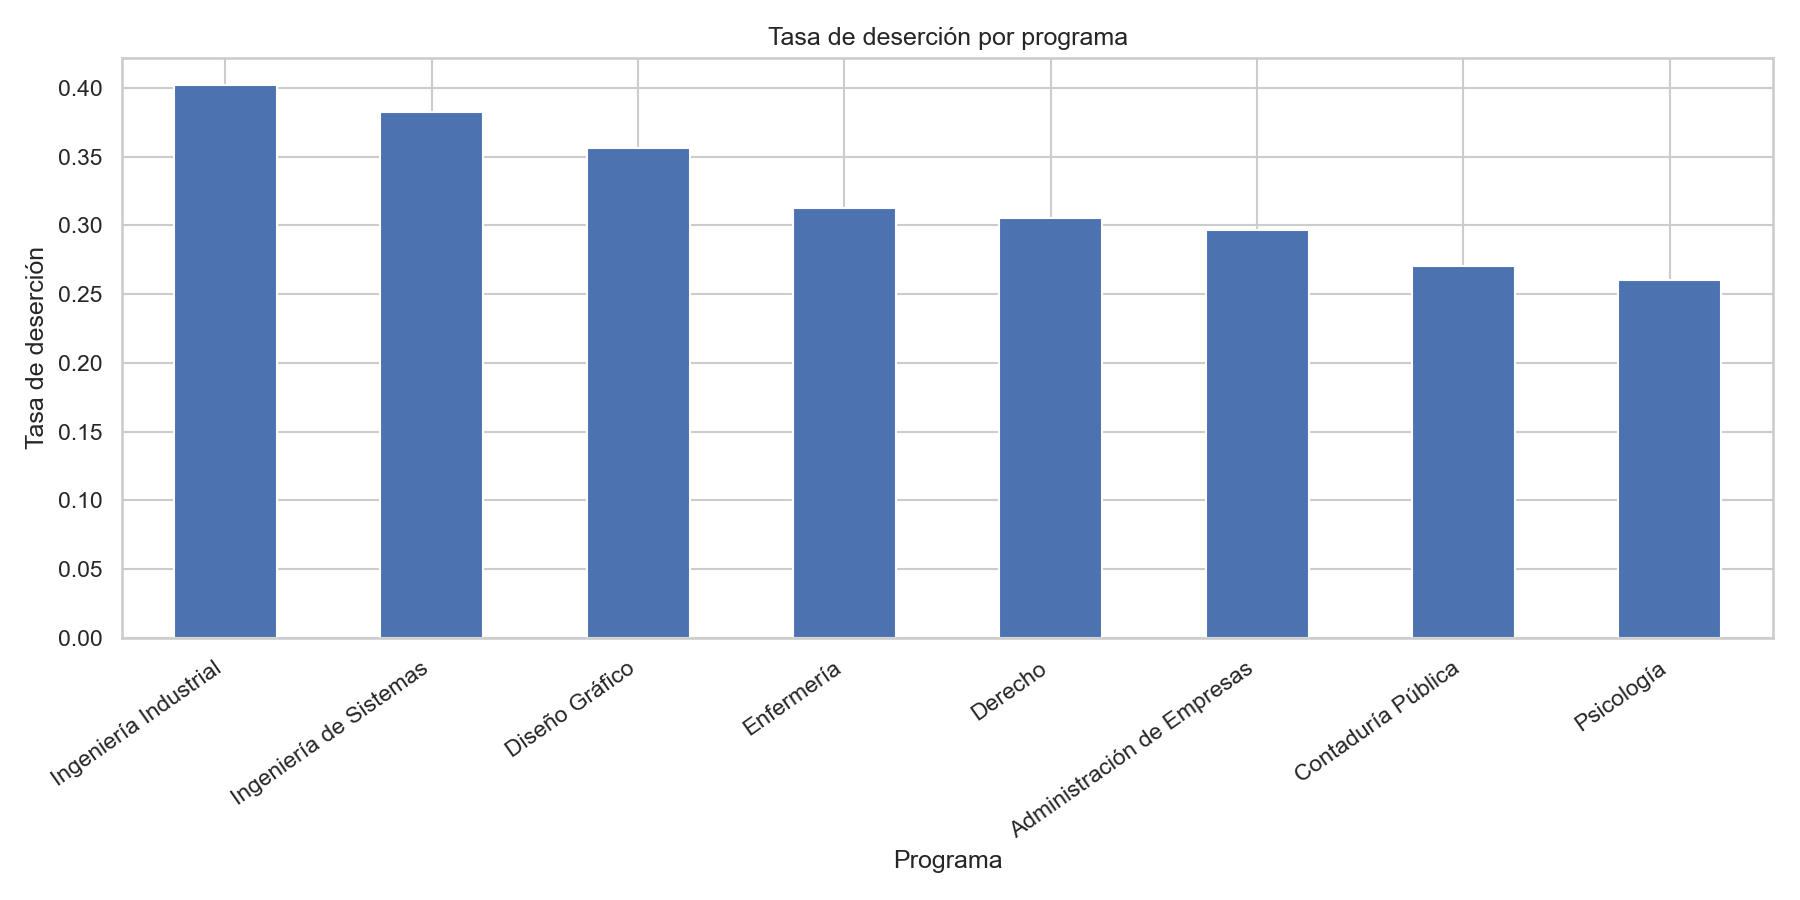 Tasa de deserción por programa
Tasa de deserción
0.40
0.35
0.30
0.25
0.20
0.15
0.10
0.05
0.00
Ingeniería Industrial
Ingeniería de Sistemas
Diseño Gráfico
Enfermería
Derecho
Administración de Empresas
Contaduría Pública
Psicología
Programa